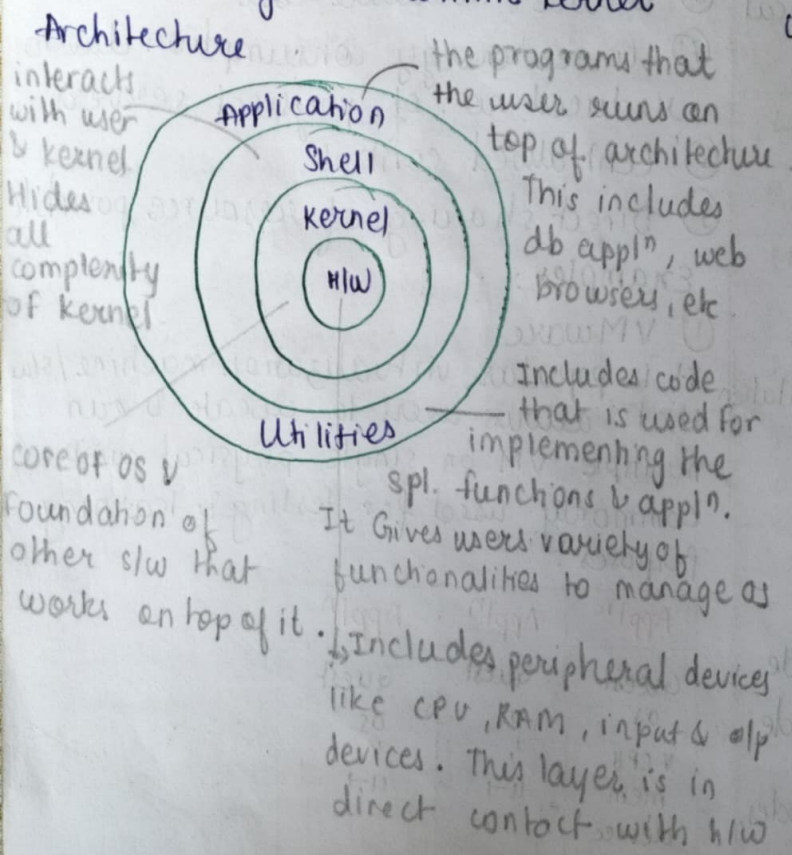 Architecture
interacts
with user
& kernel
Hides
all
complexity
of kernel
Application
Shell
Kernel
H/W
Utilities
the programs that
the user runs on
top of architecture
This includes
db applⁿ, web
browsers, etc
Includes code
that is used for
implementing the
spl. functions & applⁿ.
It Gives users variety of
functionalities to manage os
core of OS &
foundation of
other s/w that
works on top of it.
↳ Includes peripheral devices
like CPU, RAM, input & o/p
devices. This layer is in
direct contact with h/w